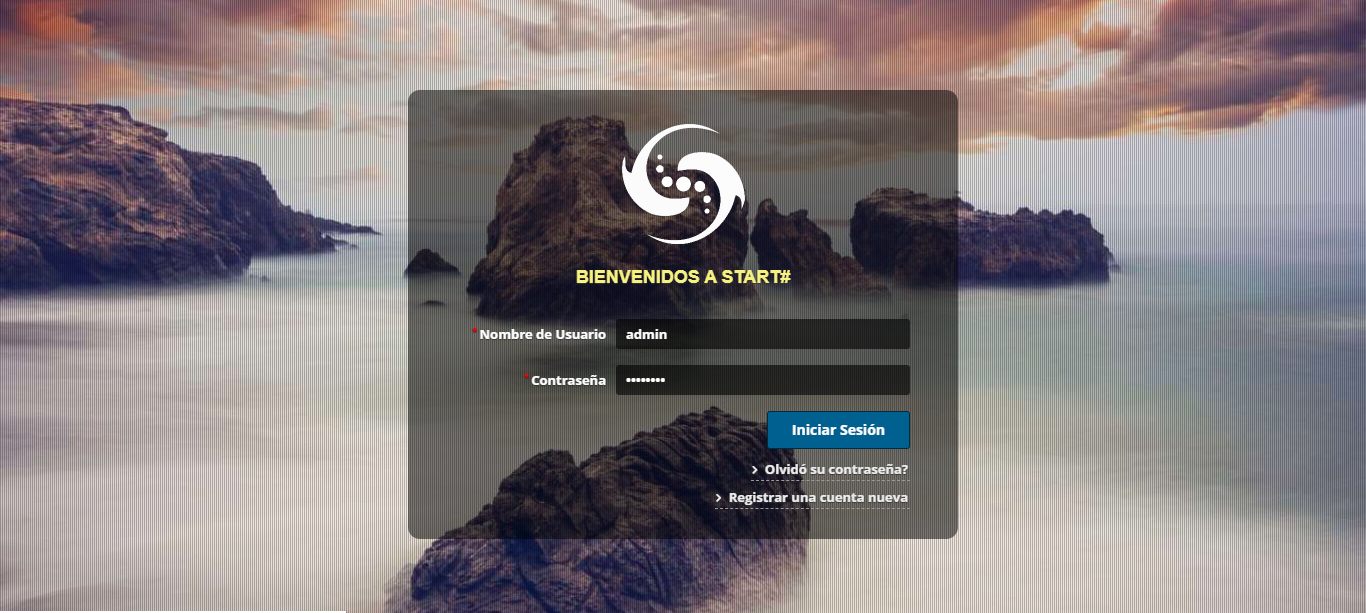 BIENVENIDOS A START#
*Nombre de Usuario admin
*Contraseña ••••••••
Iniciar Sesión
> Olvidó su contraseña?
> Registrar una cuenta nueva